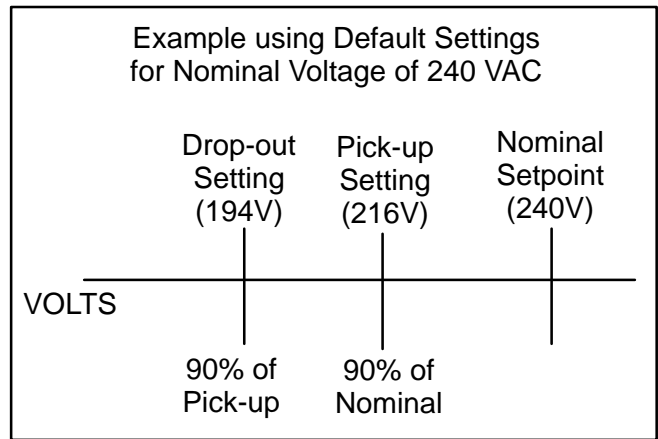 Example using Default Settings
for Nominal Voltage of 240 VAC
Drop-out
Setting
(194V)
Pick-up
Setting
(216V)
Nominal
Setpoint
(240V)
VOLTS
90% of
Pick-up
90% of
Nominal